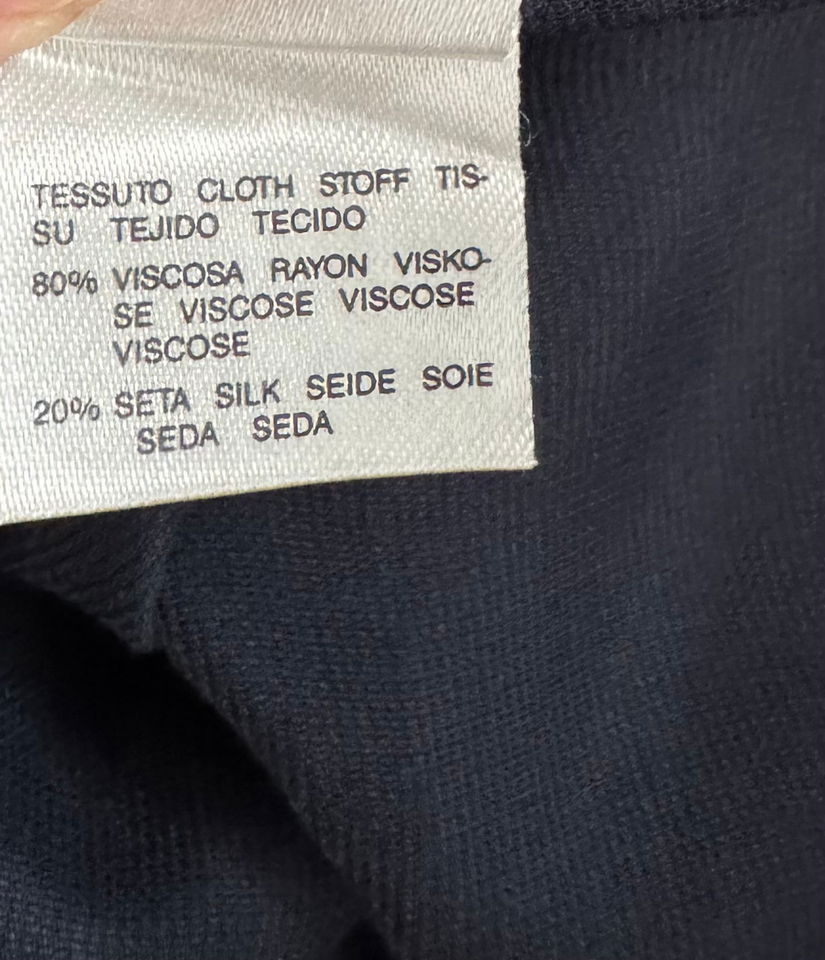 TESSUTO CLOTH STOFF TIS-
SU TEJIDO TECIDO
80% VISCOSA RAYON VISKO-
SE VISCOSE VISCOSE
VISCOSE
20% SETA SILK SEIDE SOIE
SEDA SEDA